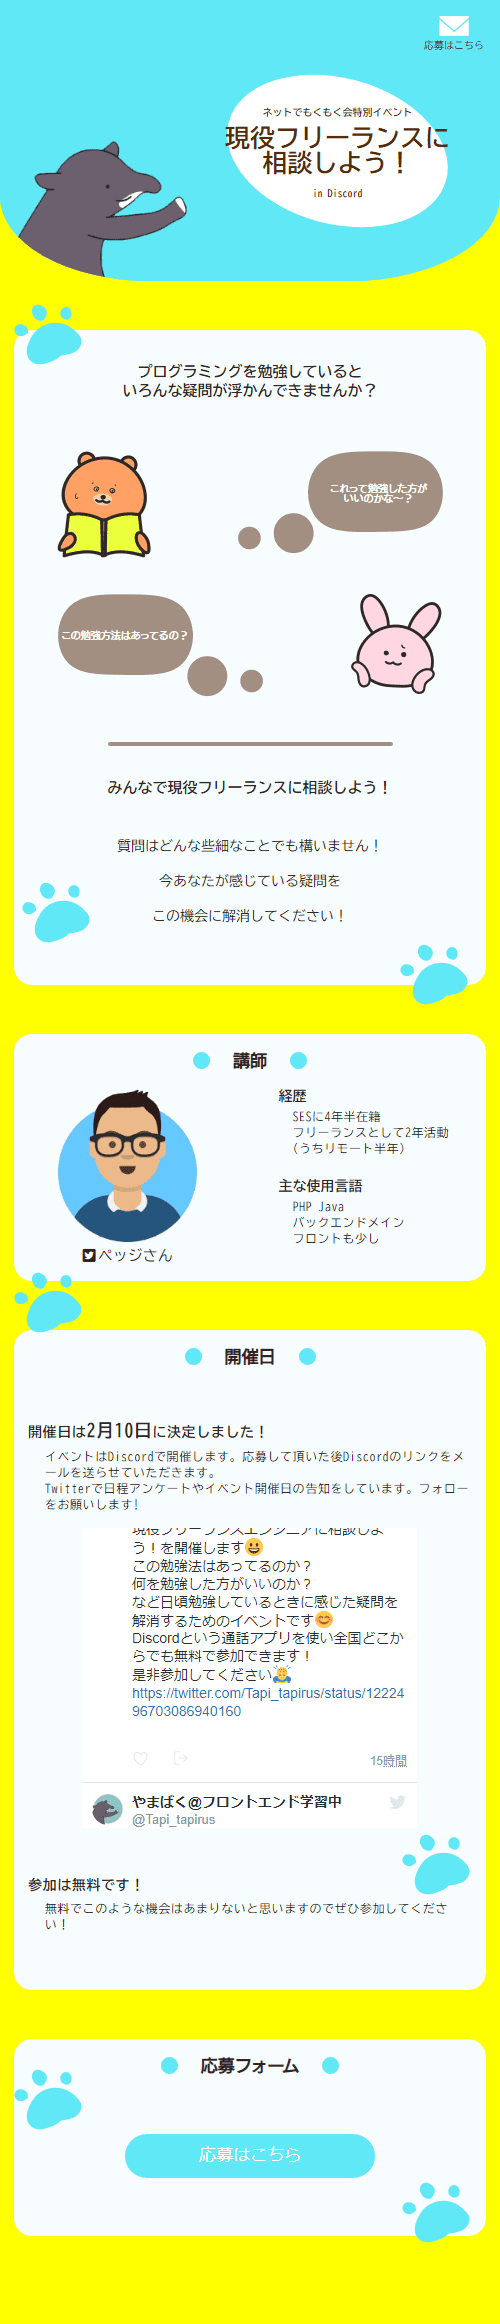 応募はこちら
ネットでもくもく会特別イベント
現役フリーランスに
相談しよう！
in Discord
プログラミングを勉強していると
いろんな疑問が浮かんできませんか？
これって勉強した方が
いいのかな〜？
この勉強方法はあってるの？
みんなで現役フリーランスに相談しよう！
質問はどんな些細なことでも構いません！
今あなたが感じている疑問を
この機会に解消してください！
講師
経歴
SESに4年半在籍
フリーランスとして2年活動
(うちリモート半年)
主な使用言語
PHP Java
バックエンドメイン
フロントも少し
ペッジさん
開催日
開催日は2月10日に決定しました！
イベントはDiscordで開催します。応募して頂いた後Discordのリンクをメ
ールを送らせていただきます。
Twitterで日程アンケートやイベント開催日の告知をしています。フォロー
をお願いします!
現役フリーランスエンジニアに相談しよ
う！を開催します😃
この勉強法はあってるのか？
何を勉強した方がいいのか？
など日頃勉強しているときに感じた疑問を
解消するためのイベントです😊
Discordという通話アプリを使い全国どこか
らでも無料で参加できます！
是非参加してください🙇
https://twitter.com/Tapi_tapirus/status/12224
96703086940160
15時間
やまばく@フロントエンド学習中
@Tapi_tapirus
参加は無料です！
無料でこのような機会はあまりないと思いますのでぜひ参加してくださ
い！
応募フォーム
応募はこちら